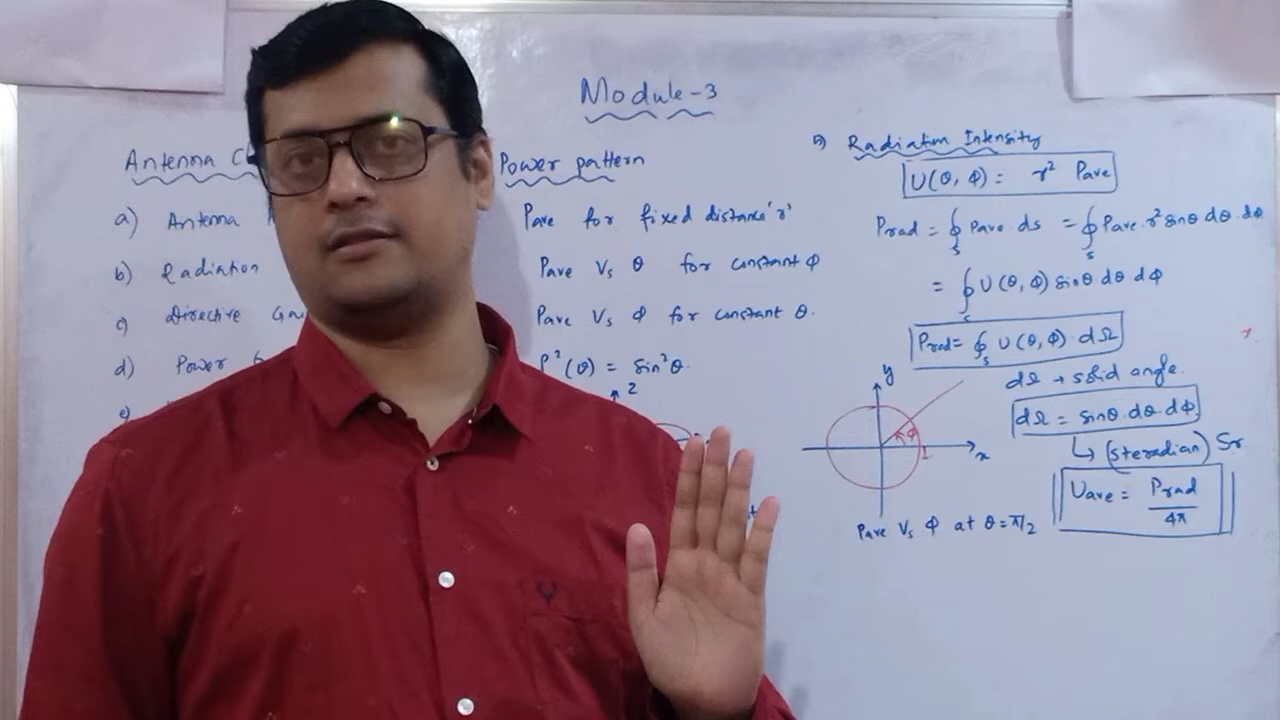 Module-3
Antenna C
a) Antenna
b) Radiation
c) Directive Ga
d) Power
e)
Power pattern
Pave for fixed distance 'r'
Pave Vs θ for constant Φ
Pave Vs Φ for constant θ.
P²(θ) = sin²θ.
z
Radiation Intensity
U(θ, Φ) = r² Pave
Prad = ∮s Pave ds = ∮s Pave r² sinθ dθ. dΦ
= ∮s U(θ, Φ) sinθ dθ. dΦ
Prad = ∮s U(θ, Φ) dΩ
dΩ → solid angle.
dΩ = sinθ. dθ. dΦ
↳ (steradian) Sr
Uave = Prad / 4π
y
Φ
1
x
Pave Vs Φ at θ = π/2